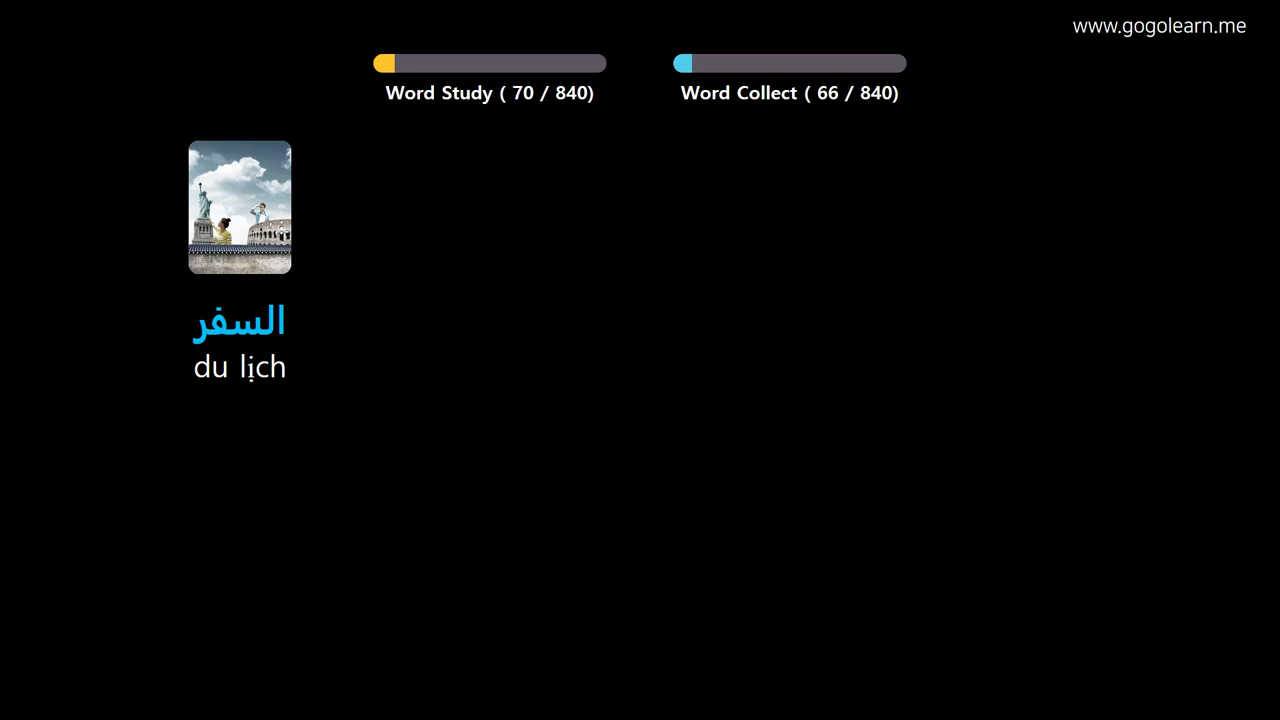 www.gogolearn.me
Word Study ( 70 / 840)
Word Collect ( 66 / 840)
السفر
du lịch